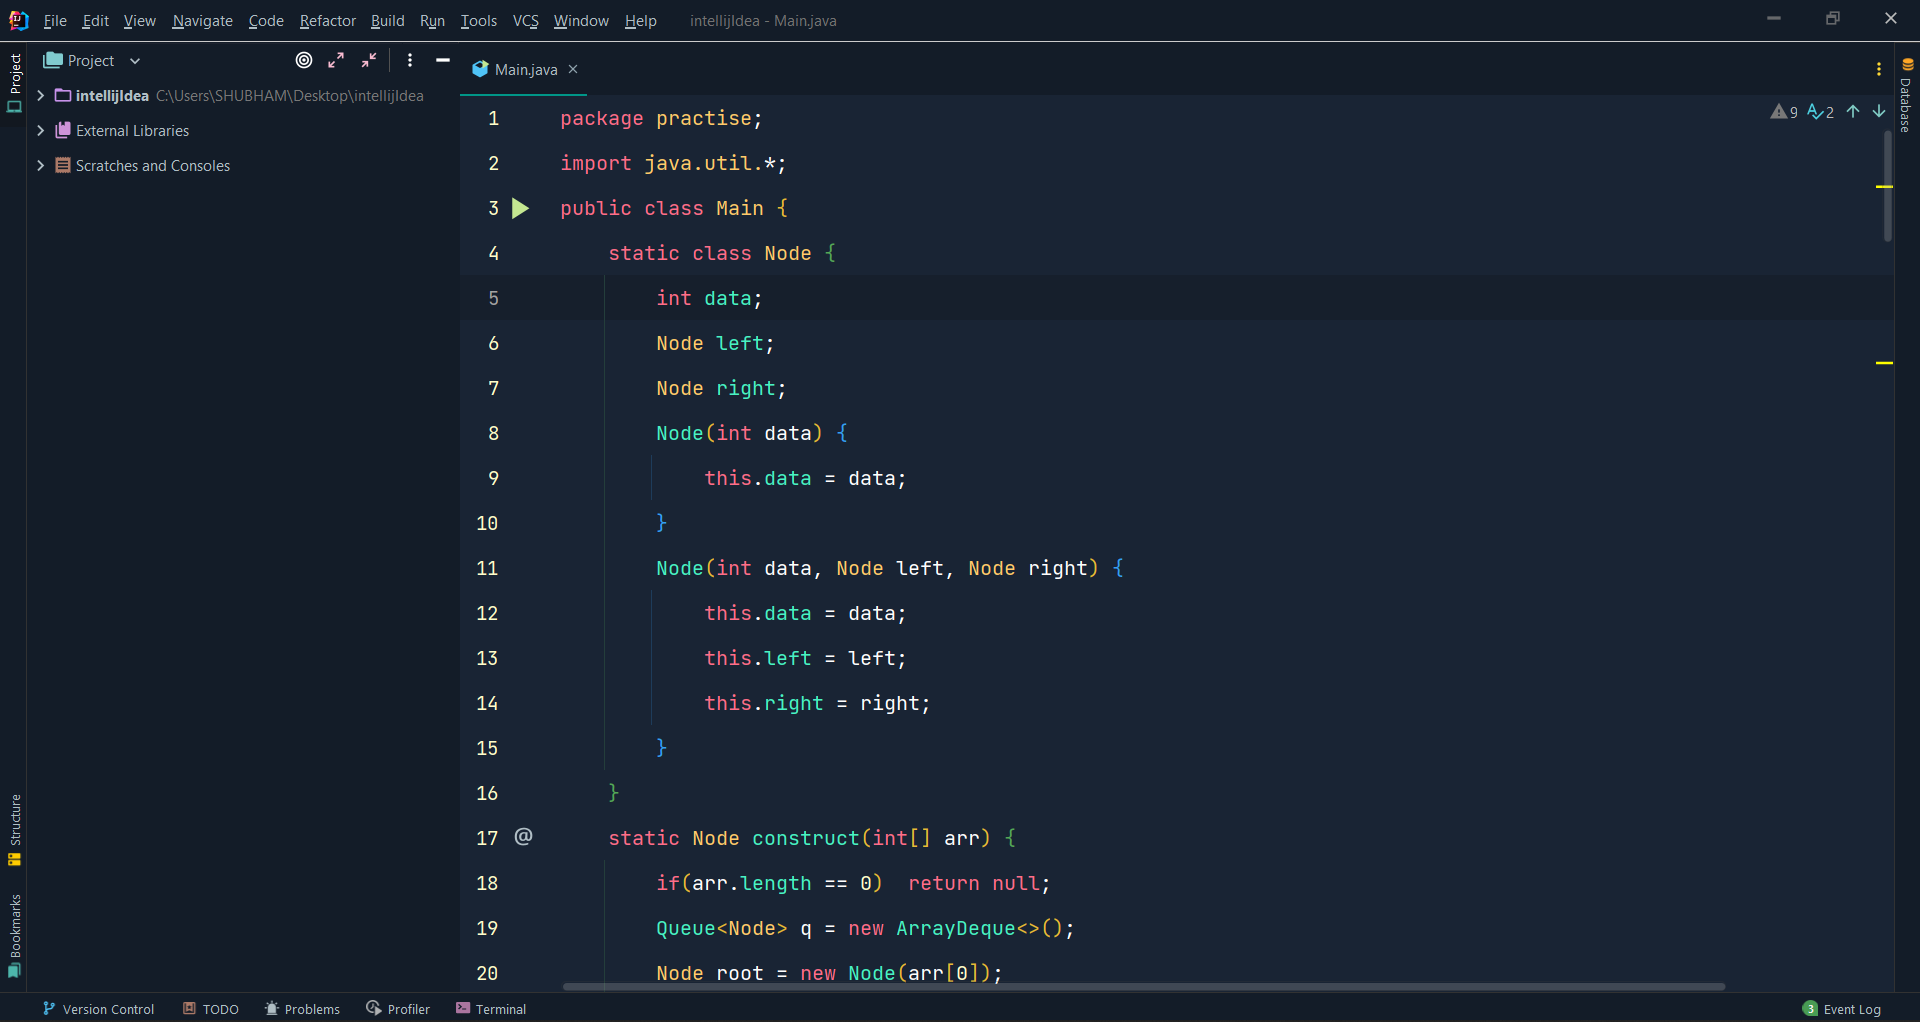 File Edit View Navigate Code Refactor Build Run Tools VCS Window Help intellijIdea - Main.java
Project
Project
intellijIdea C:\Users\SHUBHAM\Desktop\intellijIdea
External Libraries
Scratches and Consoles
Structure
Bookmarks
Main.java
9 2
Database
1 package practise;
2 import java.util.*;
3 public class Main {
4 static class Node {
5 int data;
6 Node left;
7 Node right;
8 Node(int data) {
9 this.data = data;
10 }
11 Node(int data, Node left, Node right) {
12 this.data = data;
13 this.left = left;
14 this.right = right;
15 }
16 }
17 @ static Node construct(int[] arr) {
18 if(arr.length == 0)  return null;
19 Queue<Node> q = new ArrayDeque<>();
20 Node root = new Node(arr[0]);
Version Control TODO Problems Profiler Terminal 3 Event Log